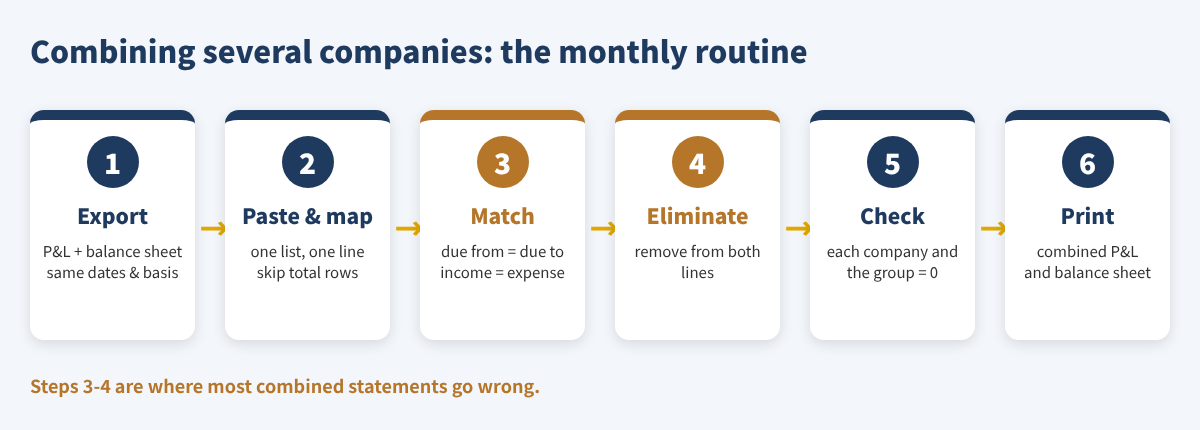 Combining several companies: the monthly routine
1
Export
P&L + balance sheet
same dates & basis
→
2
Paste & map
one list, one line
skip total rows
→
3
Match
due from = due to
income = expense
→
4
Eliminate
remove from both
lines
→
5
Check
each company and
the group = 0
→
6
Print
combined P&L
and balance sheet
Steps 3-4 are where most combined statements go wrong.